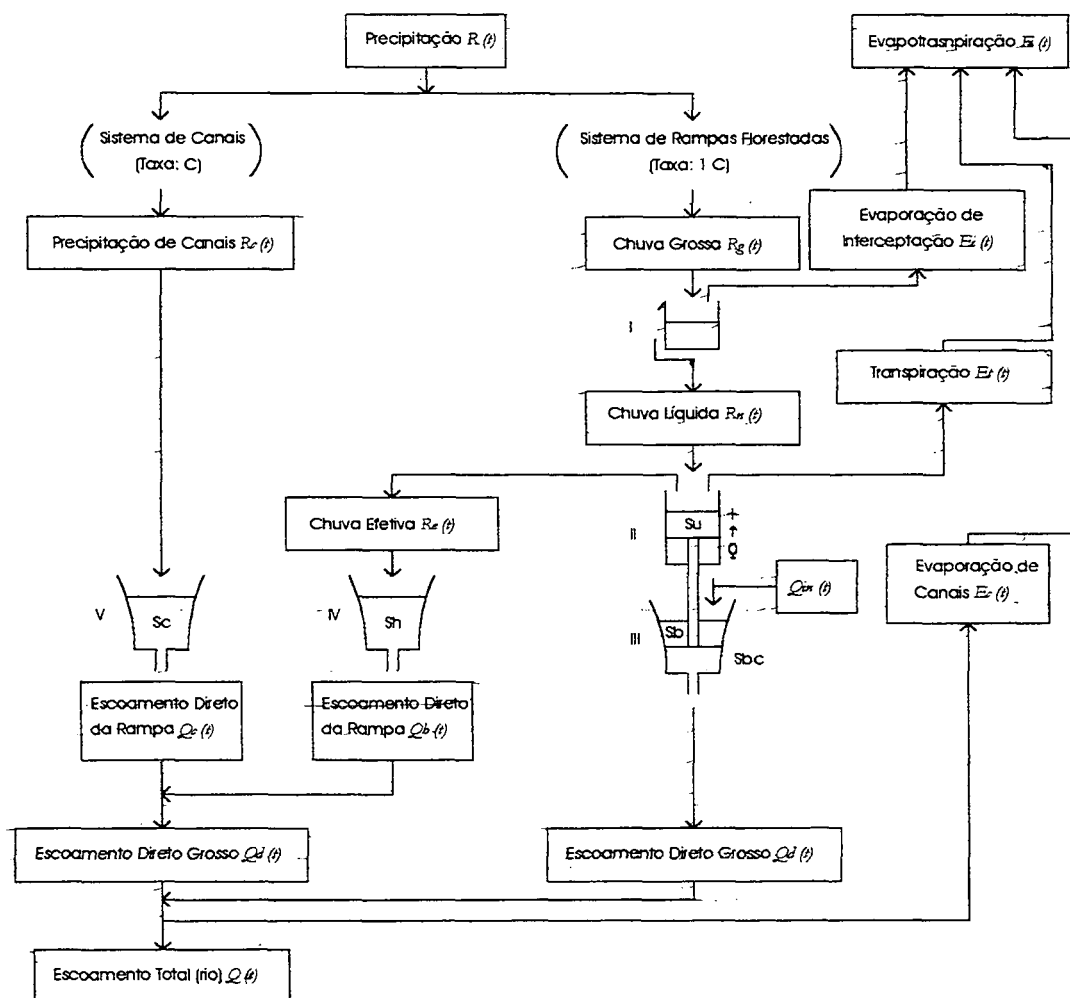 Precipitação R (t)
Evapotrasnpiração E (t)
Sistema de Canais
(Taxa: C)
Sistema de Rampas Florestadas
(Taxa: 1 C)
Precipitação de Canais Rc (t)
Chuva Grossa Rg (t)
Evaporação de
Interceptação Ei (t)
I
Transpiração Et (t)
Chuva Líquida Rn (t)
Chuva Efetiva Re (t)
II
Su
+
Evaporação de
Canais Ec (t)
Qin (t)
V
Sc
IV
Sh
III
Sb
Sbc
Escoamento Direto
da Rampa Qc (t)
Escoamento Direto
da Rampa Qh (t)
Escoamento Direto Grosso Qd (t)
Escoamento Direto Grosso Qd (t)
Escoamento Total (rio) Q (t)